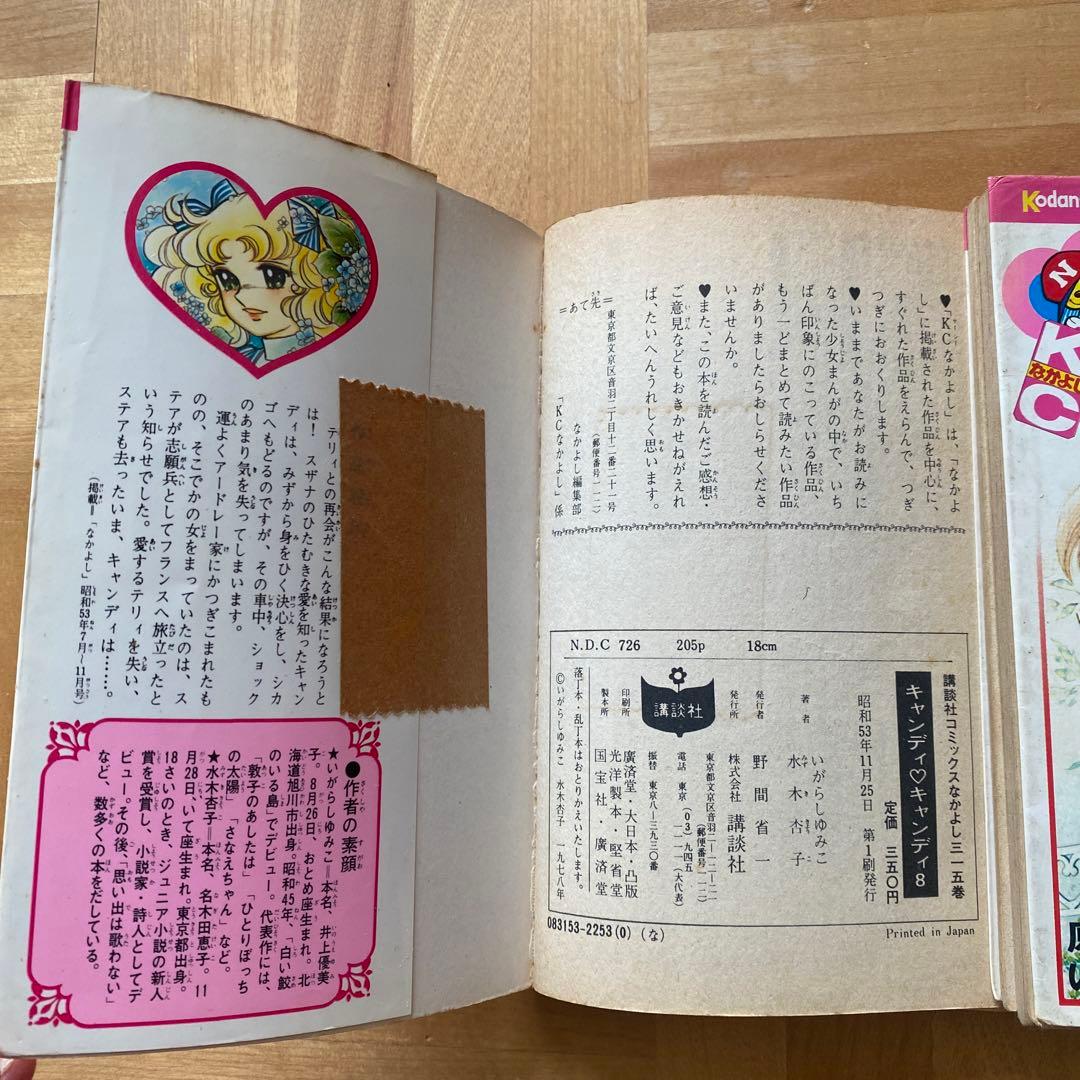 テリィとの再会がこんな結果になろうと
は! スザナのひたむきな愛を知ったキャン
ディは、みずから身をひく決心をし、シカ
ゴへもどるのですが、その車中、ショック
のあまり気を失ってしまいます。
運よくアードレー家にかつぎこまれたも
のの、そこでかの女をまっていたのは、ス
テアが志願兵としてフランスへ旅立ったと
いう知らせでした。愛するテリィを失い、
ステアも去ったいま、キャンディは……。
(掲載=「なかよし」昭和53年7月〜11月号)
●作者の素顔
★いがらしゆみこ=本名、井上優美
子。8月26日、おとめ座生まれ。北
海道旭川市出身。昭和45年、「白い鮫
のいる島」でデビュー。代表作には、
「敦子のあしたは」「ひとりぼっち
の太陽」「さなえちゃん」など。
★水木杏子=本名、名木田恵子。11
月28日、いて座生まれ。東京都出身。
18さいのとき、ジュニア小説の新人
賞を受賞し、小説家・詩人としてデ
ビュー。その後、「思い出は歌わない」
など、数多くの本をだしている。
♥「KCなかよし」は、「なかよ
し」に掲載された作品を中心に、
すぐれた作品をえらんで、つぎ
つぎにおおくりします。
♥いままであなたがお読みに
なった少女まんがの中で、いち
ばん印象にのこっている作品、
もう一どまとめて読みたい作品
がありましたらおしらせくださ
いませんか。
♥また、この本を読んだご感想・
ご意見などもおきかせねがえれ
ば、たいへんうれしく思います。
=あて先=
東京都文京区音羽二丁目十二番二十一号
(郵便番号一一二)
なかよし編集部
「KCなかよし」係
N.D.C 726 205p 18cm
講談社コミックスなかよし三一五巻
キャンディ♡キャンディ8
定価 三五〇円
昭和53年11月25日 第1刷発行
著者 いがらしゆみこ
水木杏子
発行者 野間省一
発行所 株式会社 講談社
東京都文京区音羽二-一二-二一
(郵便番号一一二)
電話 東京(03)九四五-一一一一(大代表)
振替 東京八-三九三〇番
講談社
印刷所 廣済堂・大日本・凸版
製本所 光洋製本・堅省堂
国宝社・廣済堂
落丁本・乱丁本はおとりかえいたします。
©いがらしゆみこ 水木杏子 一九七八年
083153-2253(0) (な)
Printed in Japan
Kodan
N
K
なかよし
C